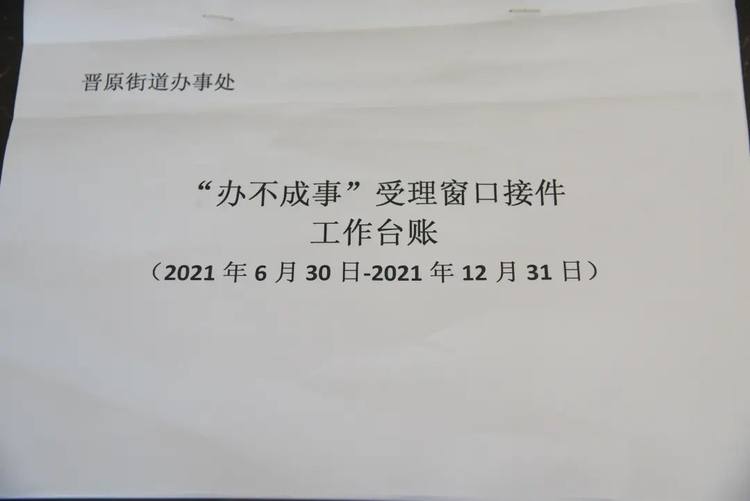 晋原街道办事处
“办不成事”受理窗口接件
工作台账
（2021 年 6 月 30 日-2021 年 12 月 31 日）